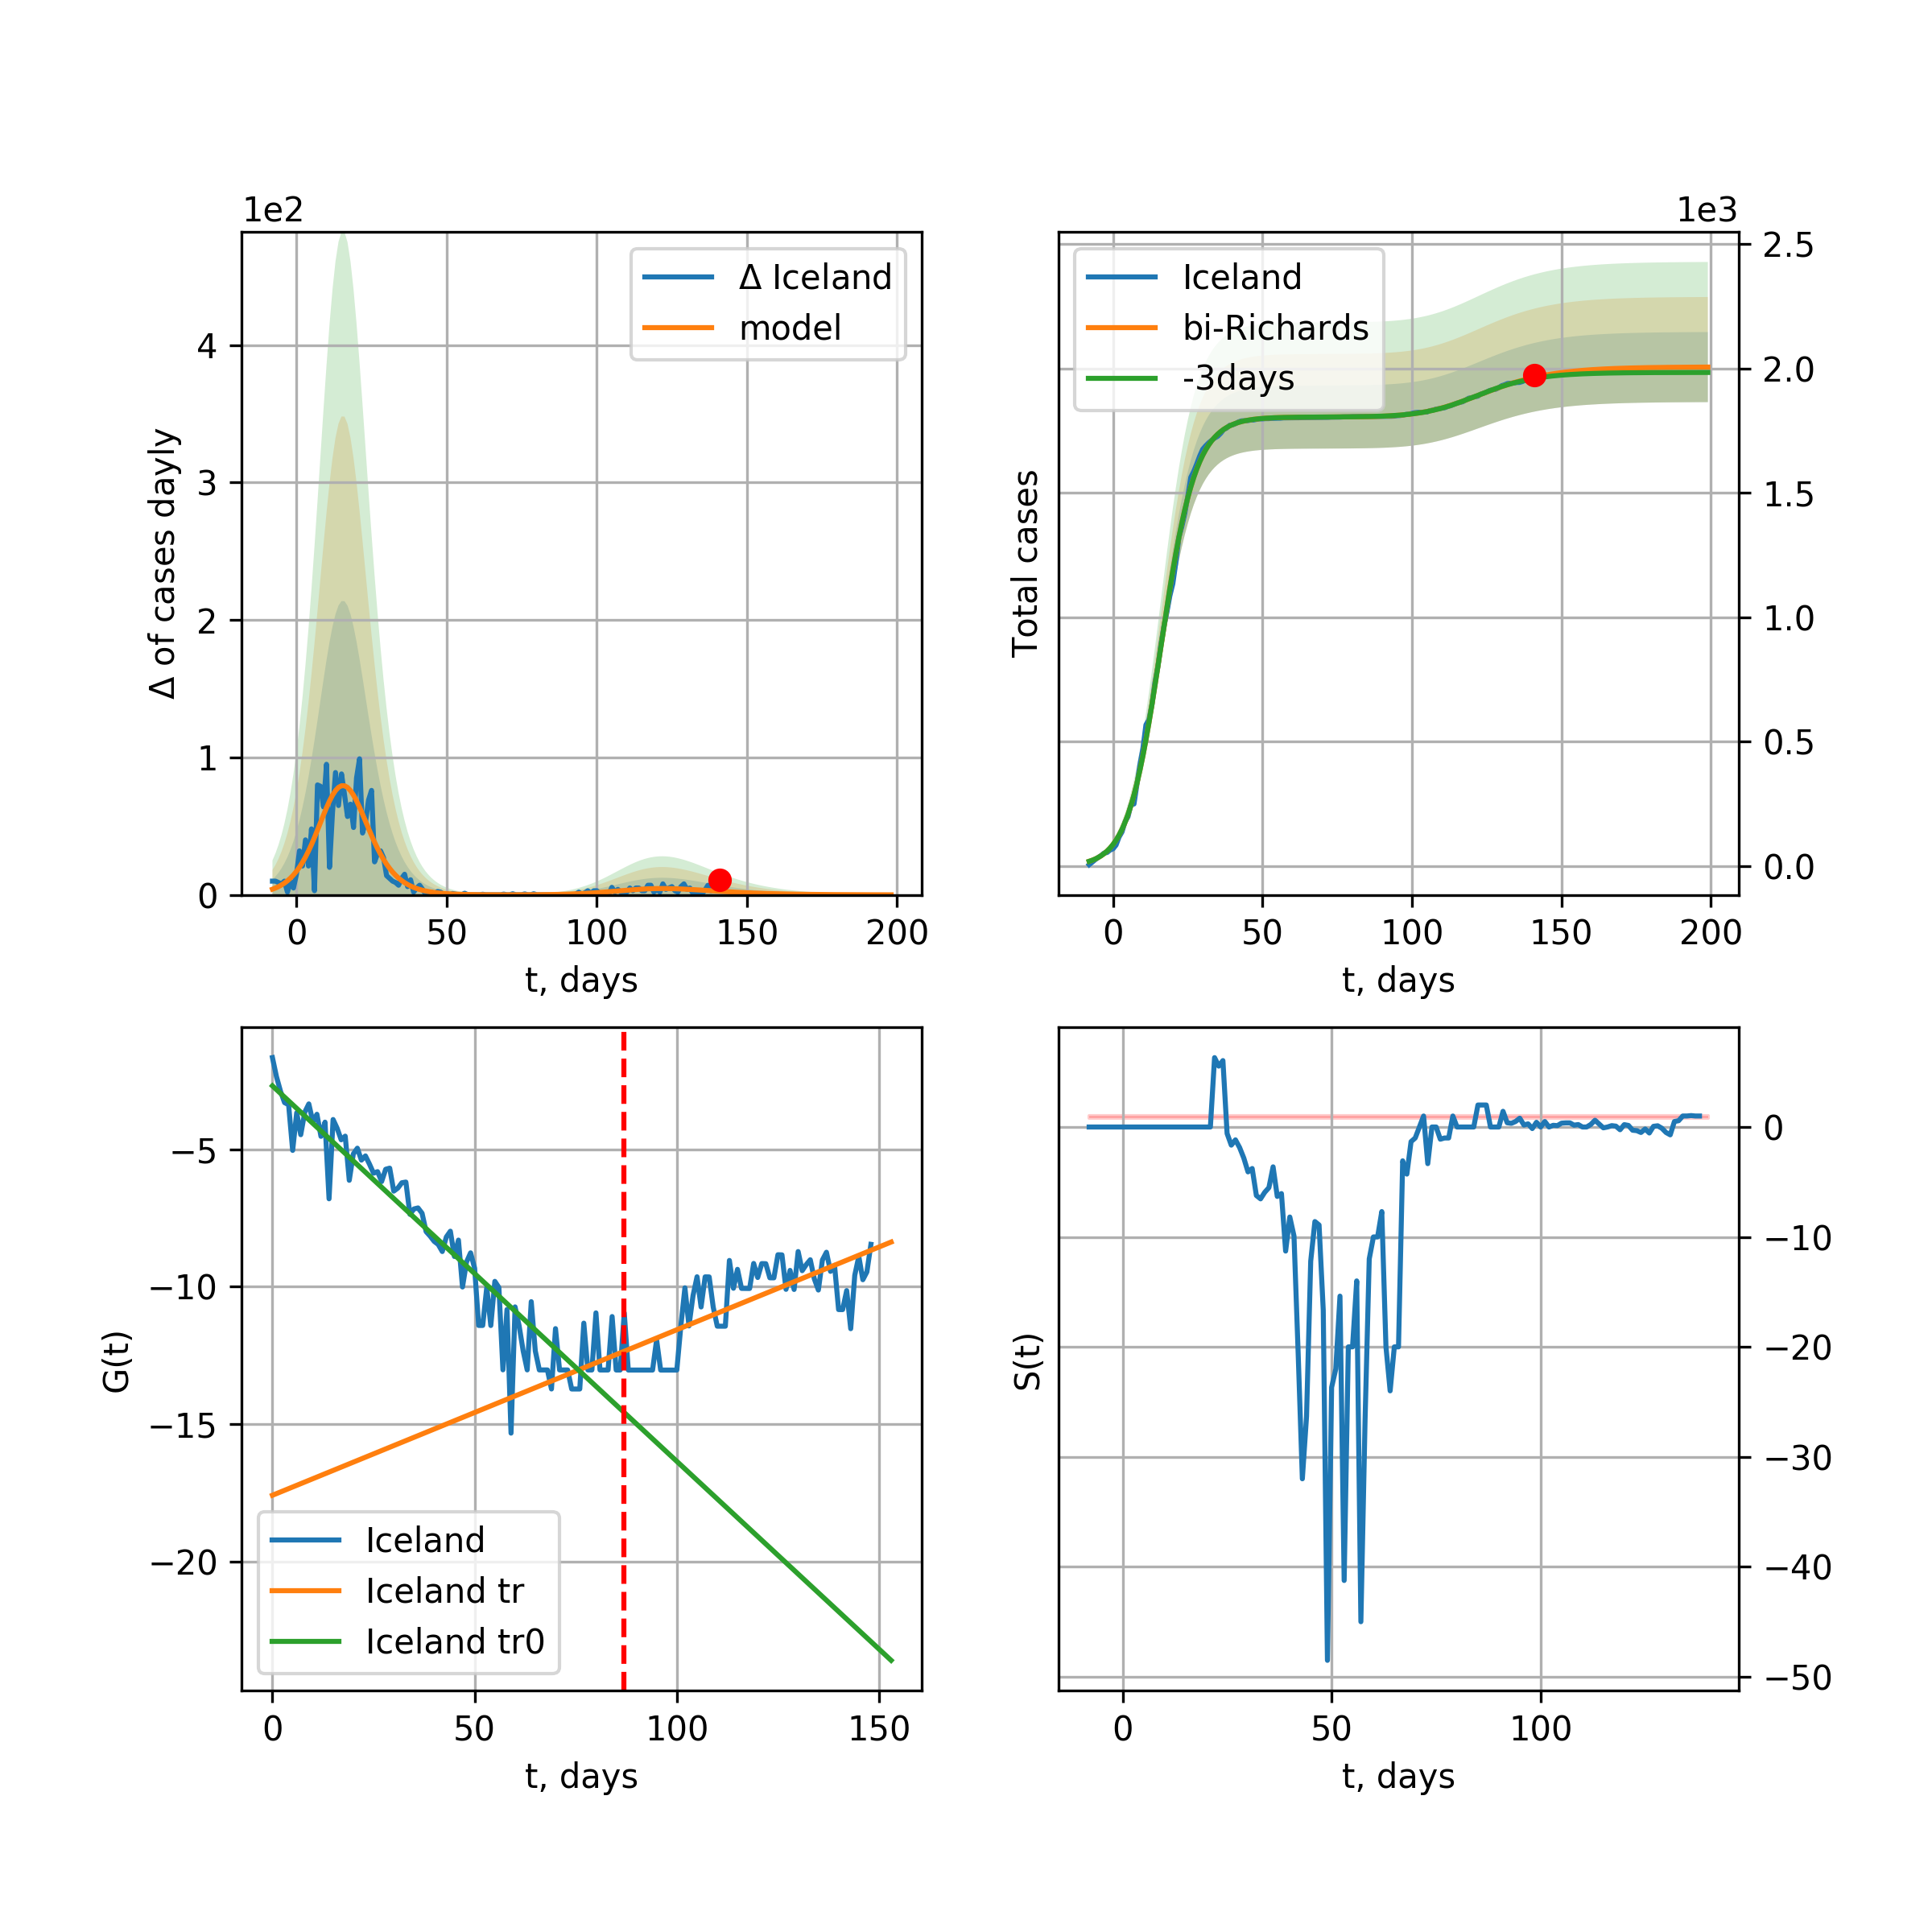 1e2
Δ of cases dayly
4
3
2
1
0
0 50 100 150 200
t, days
Δ Iceland
model
1e3
Total cases
2.5
2.0
1.5
1.0
0.5
0.0
0 50 100 150 200
t, days
Iceland
bi-Richards
-3days
G(t)
−5
−10
−15
−20
0 50 100 150
t, days
Iceland
Iceland tr
Iceland tr0
S(t)
0
−10
−20
−30
−40
−50
0 50 100
t, days